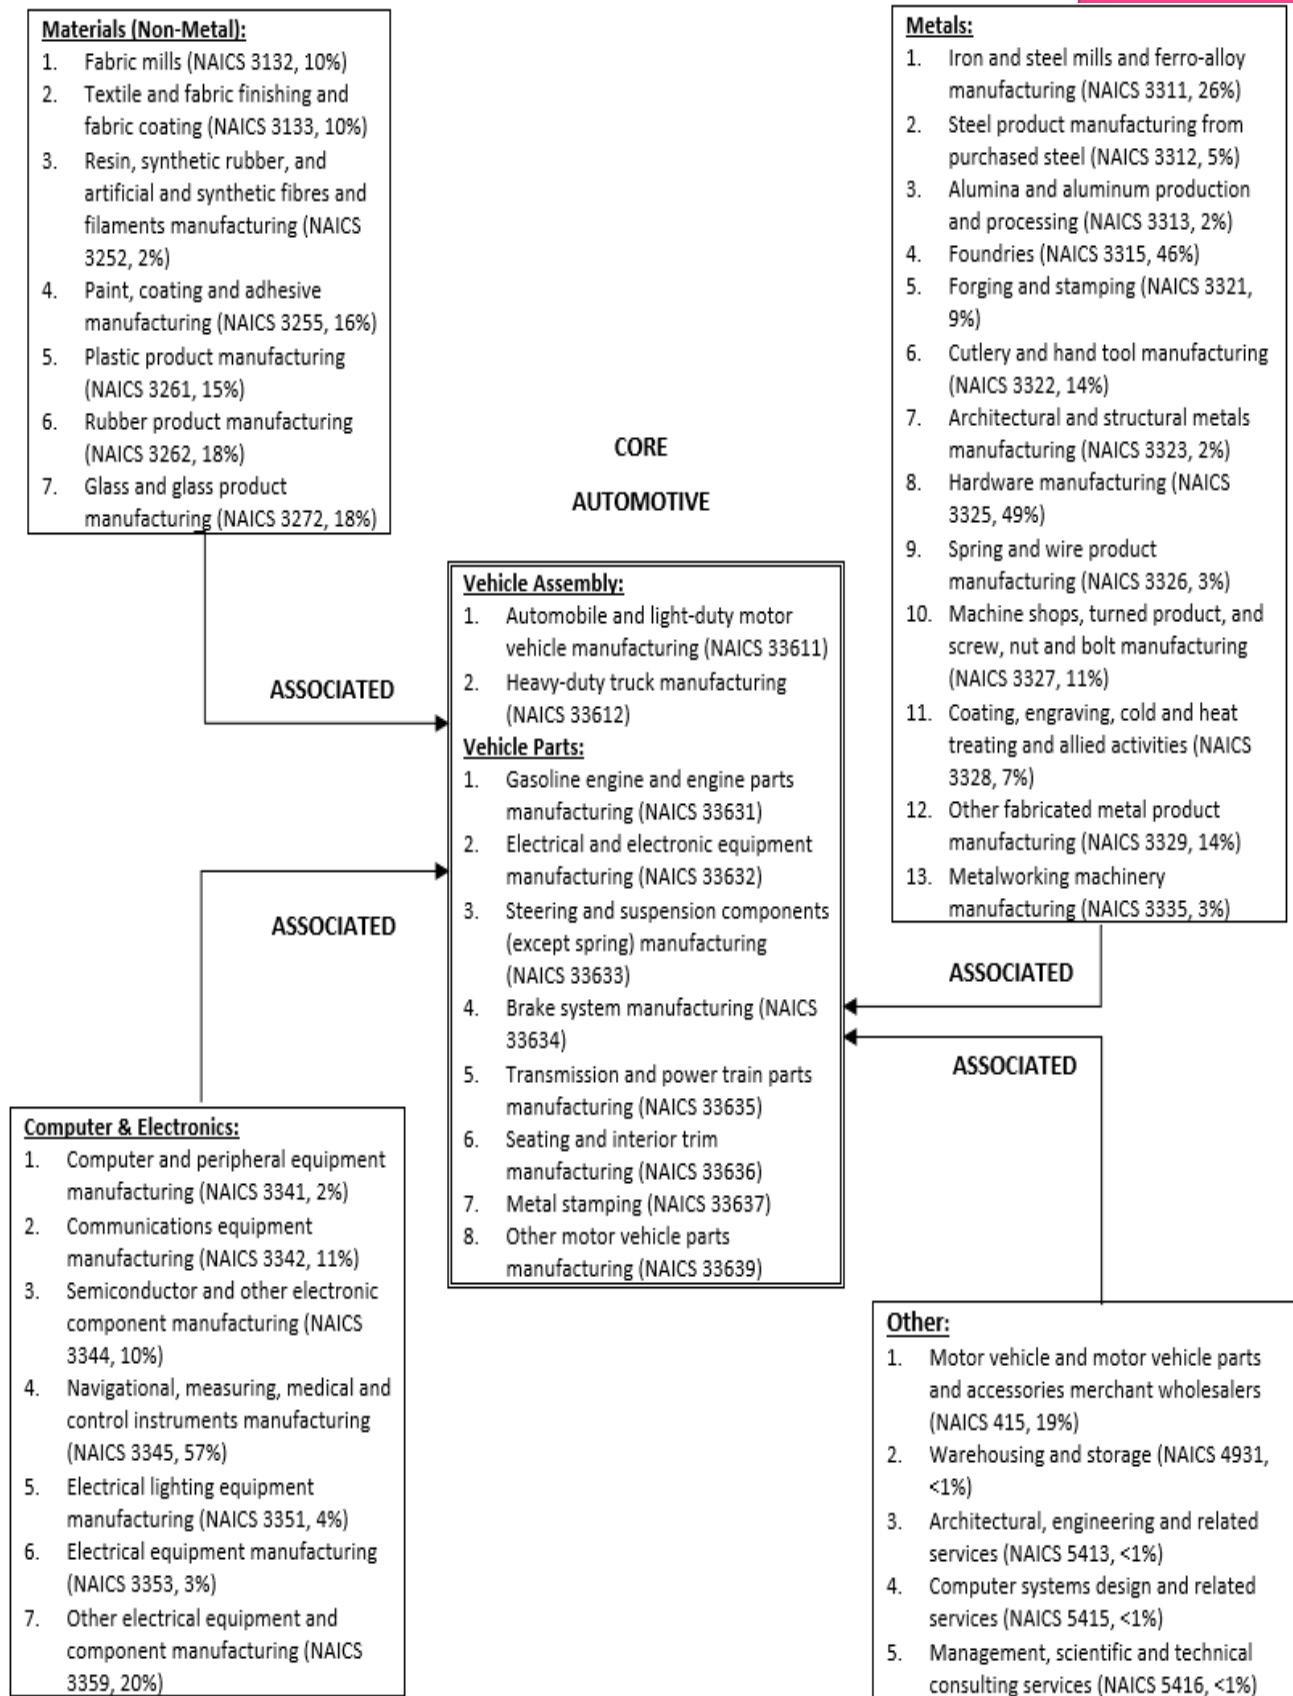 Materials (Non-Metal):
1. Fabric mills (NAICS 3132, 10%)
2. Textile and fabric finishing and
fabric coating (NAICS 3133, 10%)
3. Resin, synthetic rubber, and
artificial and synthetic fibres and
filaments manufacturing (NAICS
3252, 2%)
4. Paint, coating and adhesive
manufacturing (NAICS 3255, 16%)
5. Plastic product manufacturing
(NAICS 3261, 15%)
6. Rubber product manufacturing
(NAICS 3262, 18%)
7. Glass and glass product
manufacturing (NAICS 3272, 18%)
Metals:
1. Iron and steel mills and ferro-alloy
manufacturing (NAICS 3311, 26%)
2. Steel product manufacturing from
purchased steel (NAICS 3312, 5%)
3. Alumina and aluminum production
and processing (NAICS 3313, 2%)
4. Foundries (NAICS 3315, 46%)
5. Forging and stamping (NAICS 3321,
9%)
6. Cutlery and hand tool manufacturing
(NAICS 3322, 14%)
7. Architectural and structural metals
manufacturing (NAICS 3323, 2%)
8. Hardware manufacturing (NAICS
3325, 49%)
9. Spring and wire product
manufacturing (NAICS 3326, 3%)
10. Machine shops, turned product, and
screw, nut and bolt manufacturing
(NAICS 3327, 11%)
11. Coating, engraving, cold and heat
treating and allied activities (NAICS
3328, 7%)
12. Other fabricated metal product
manufacturing (NAICS 3329, 14%)
13. Metalworking machinery
manufacturing (NAICS 3335, 3%)
CORE
AUTOMOTIVE
Vehicle Assembly:
1. Automobile and light-duty motor
vehicle manufacturing (NAICS 33611)
2. Heavy-duty truck manufacturing
(NAICS 33612)
Vehicle Parts:
1. Gasoline engine and engine parts
manufacturing (NAICS 33631)
2. Electrical and electronic equipment
manufacturing (NAICS 33632)
3. Steering and suspension components
(except spring) manufacturing
(NAICS 33633)
4. Brake system manufacturing (NAICS
33634)
5. Transmission and power train parts
manufacturing (NAICS 33635)
6. Seating and interior trim
manufacturing (NAICS 33636)
7. Metal stamping (NAICS 33637)
8. Other motor vehicle parts
manufacturing (NAICS 33639)
ASSOCIATED
ASSOCIATED
ASSOCIATED
ASSOCIATED
Computer & Electronics:
1. Computer and peripheral equipment
manufacturing (NAICS 3341, 2%)
2. Communications equipment
manufacturing (NAICS 3342, 11%)
3. Semiconductor and other electronic
component manufacturing (NAICS
3344, 10%)
4. Navigational, measuring, medical and
control instruments manufacturing
(NAICS 3345, 57%)
5. Electrical lighting equipment
manufacturing (NAICS 3351, 4%)
6. Electrical equipment manufacturing
(NAICS 3353, 3%)
7. Other electrical equipment and
component manufacturing (NAICS
3359, 20%)
Other:
1. Motor vehicle and motor vehicle parts
and accessories merchant wholesalers
(NAICS 415, 19%)
2. Warehousing and storage (NAICS 4931,
<1%)
3. Architectural, engineering and related
services (NAICS 5413, <1%)
4. Computer systems design and related
services (NAICS 5415, <1%)
5. Management, scientific and technical
consulting services (NAICS 5416, <1%)